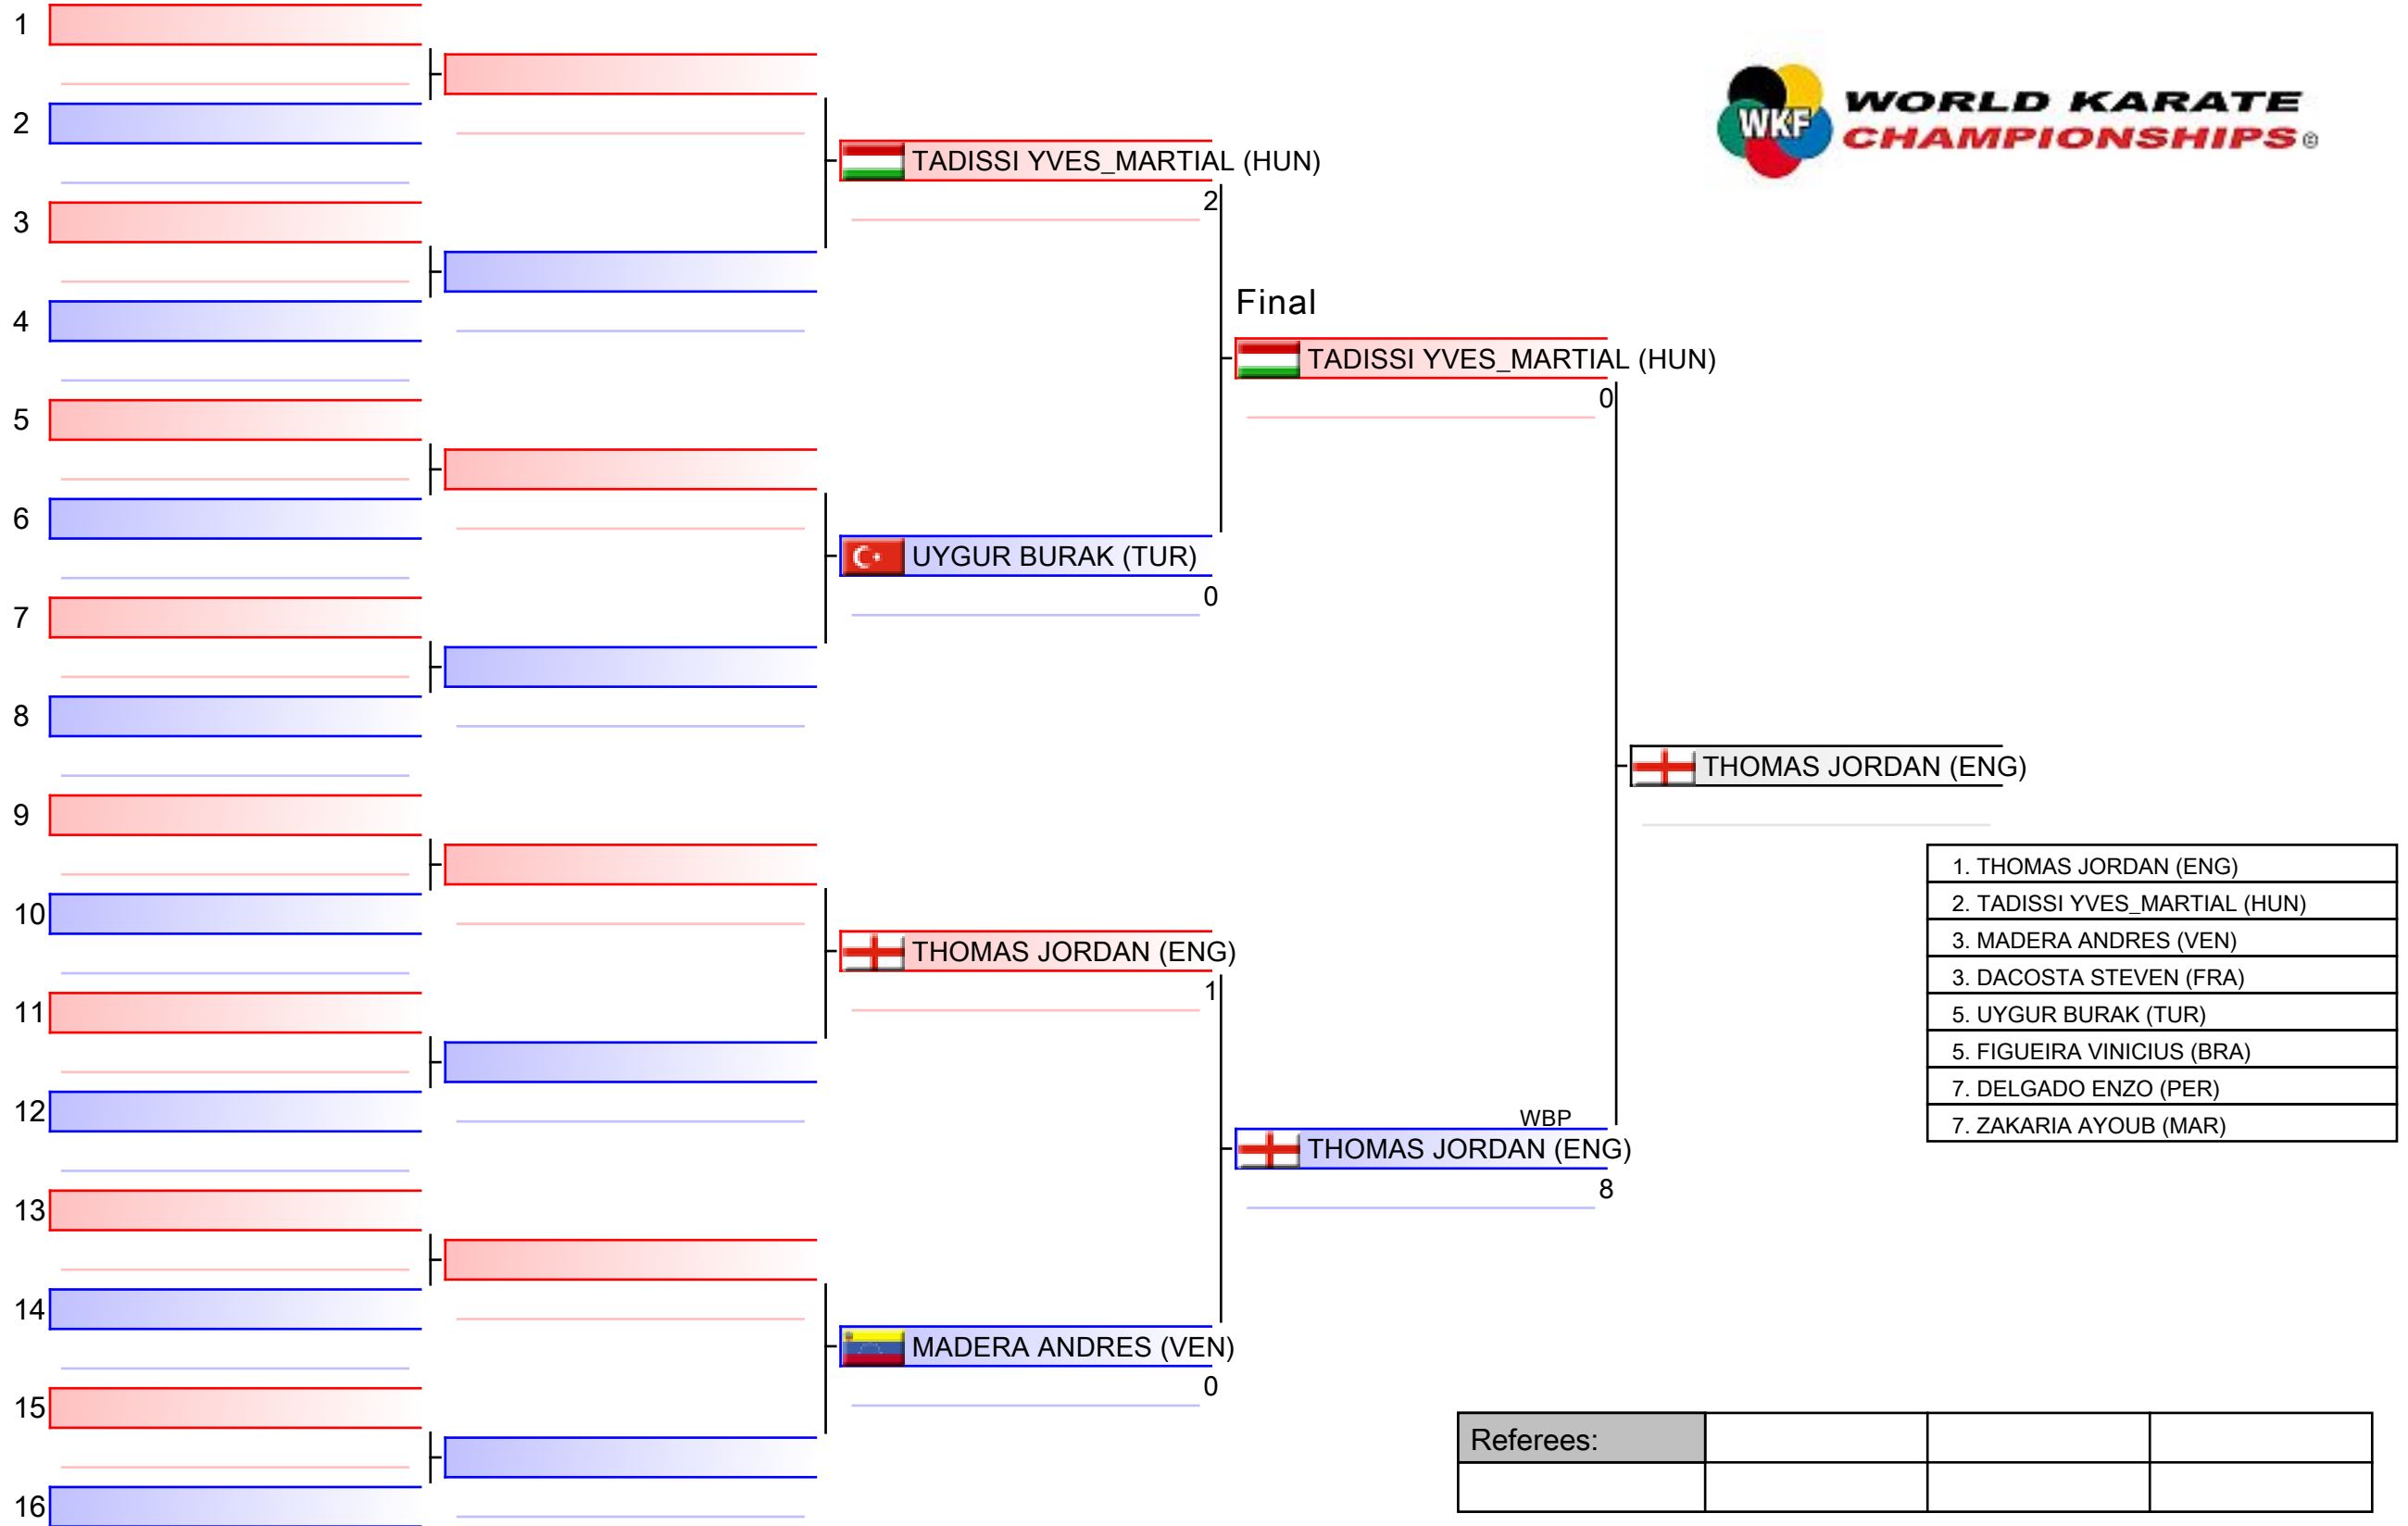 1
2
3
4
5
6
7
8
9
10
11
12
13
14
15
16
TADISSI YVES_MARTIAL (HUN)
2
UYGUR BURAK (TUR)
0
THOMAS JORDAN (ENG)
1
MADERA ANDRES (VEN)
0
Final
TADISSI YVES_MARTIAL (HUN)
0
WBP
THOMAS JORDAN (ENG)
8
THOMAS JORDAN (ENG)
WKF
WORLD KARATE
CHAMPIONSHIPS©
1. THOMAS JORDAN (ENG)
2. TADISSI YVES_MARTIAL (HUN)
3. MADERA ANDRES (VEN)
3. DACOSTA STEVEN (FRA)
5. UYGUR BURAK (TUR)
5. FIGUEIRA VINICIUS (BRA)
7. DELGADO ENZO (PER)
7. ZAKARIA AYOUB (MAR)
Referees: